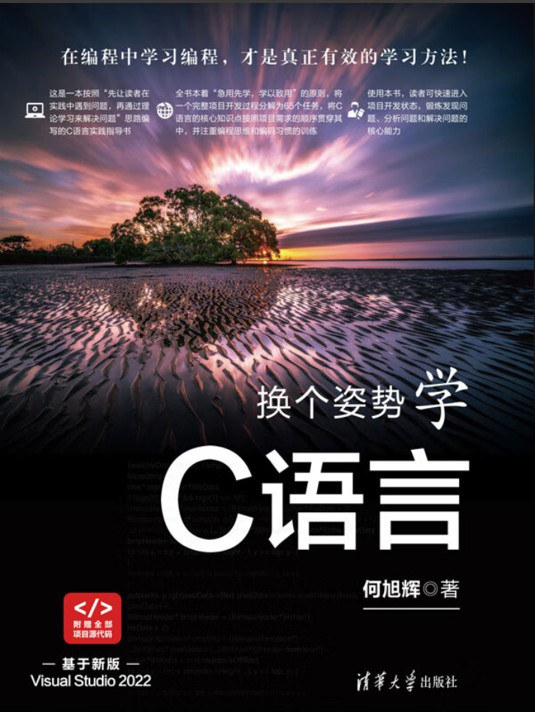 在编程中学习编程，才是真正有效的学习方法！
这是一本按照“先让读者在
实践中遇到问题，再通过理
论学习来解决问题”思路编
写的C语言实践指导书
全书本着“急用先学，学以致用”的原则，将
一个完整项目开发过程分解为65个任务，将C
语言的核心知识点按照项目需求的顺序贯穿其
中，并注重编程思维和编码习惯的训练
使用本书，读者可快速进入
项目开发状态，锻炼发现问
题、分析问题和解决问题的
核心能力
换个姿势学
C语言
何旭辉◎著
</>
附赠全部
项目源代码
— 基于新版 —
Visual Studio 2022
清华大学出版社